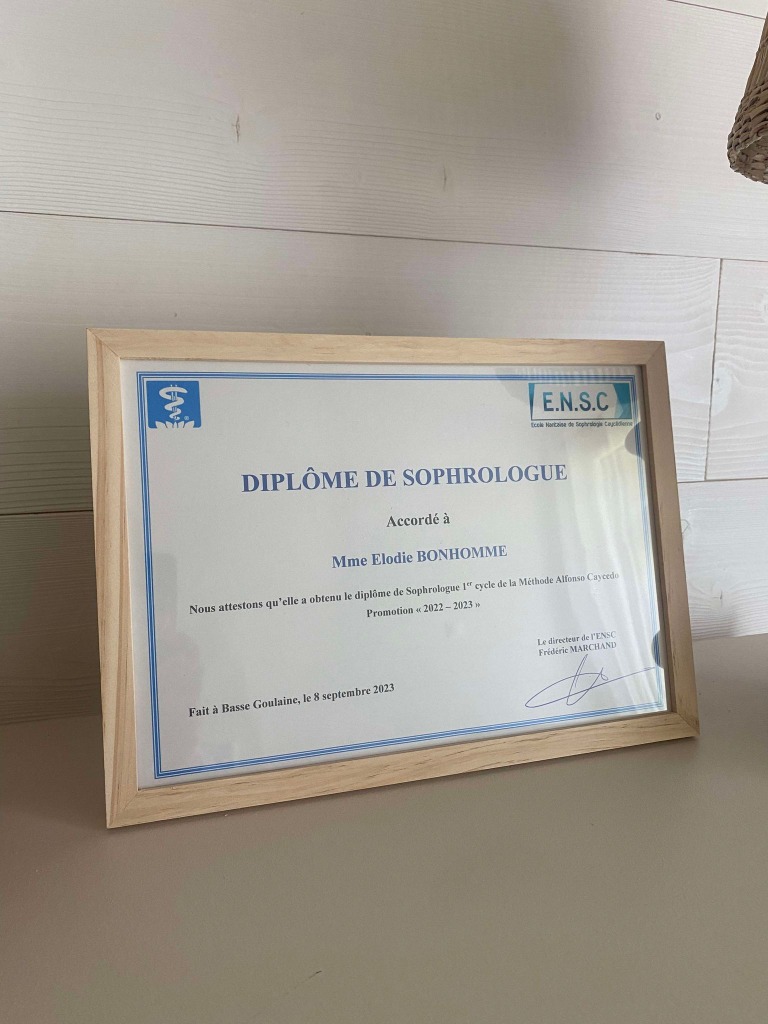 E.N.S.C
Ecole Nantaise de Sophrologie Caycédienne
DIPLÔME DE SOPHROLOGUE
Accordé à
Mme Elodie BONHOMME
Nous attestons qu'elle a obtenu le diplôme de Sophrologue 1er cycle de la Méthode Alfonso Caycedo
Promotion « 2022 – 2023 »
Le directeur de l'ENSC
Frédéric MARCHAND
Fait à Basse Goulaine, le 8 septembre 2023